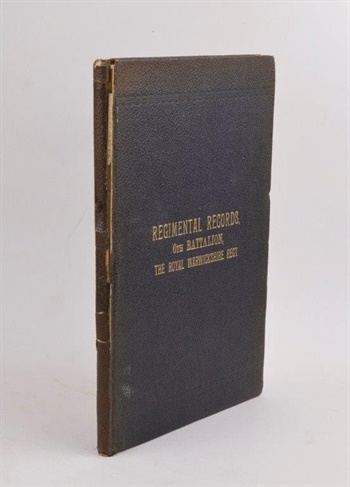 REGIMENTAL RECORDS,
6TH BATTALION,
THE ROYAL WARWICKSHIRE REGT